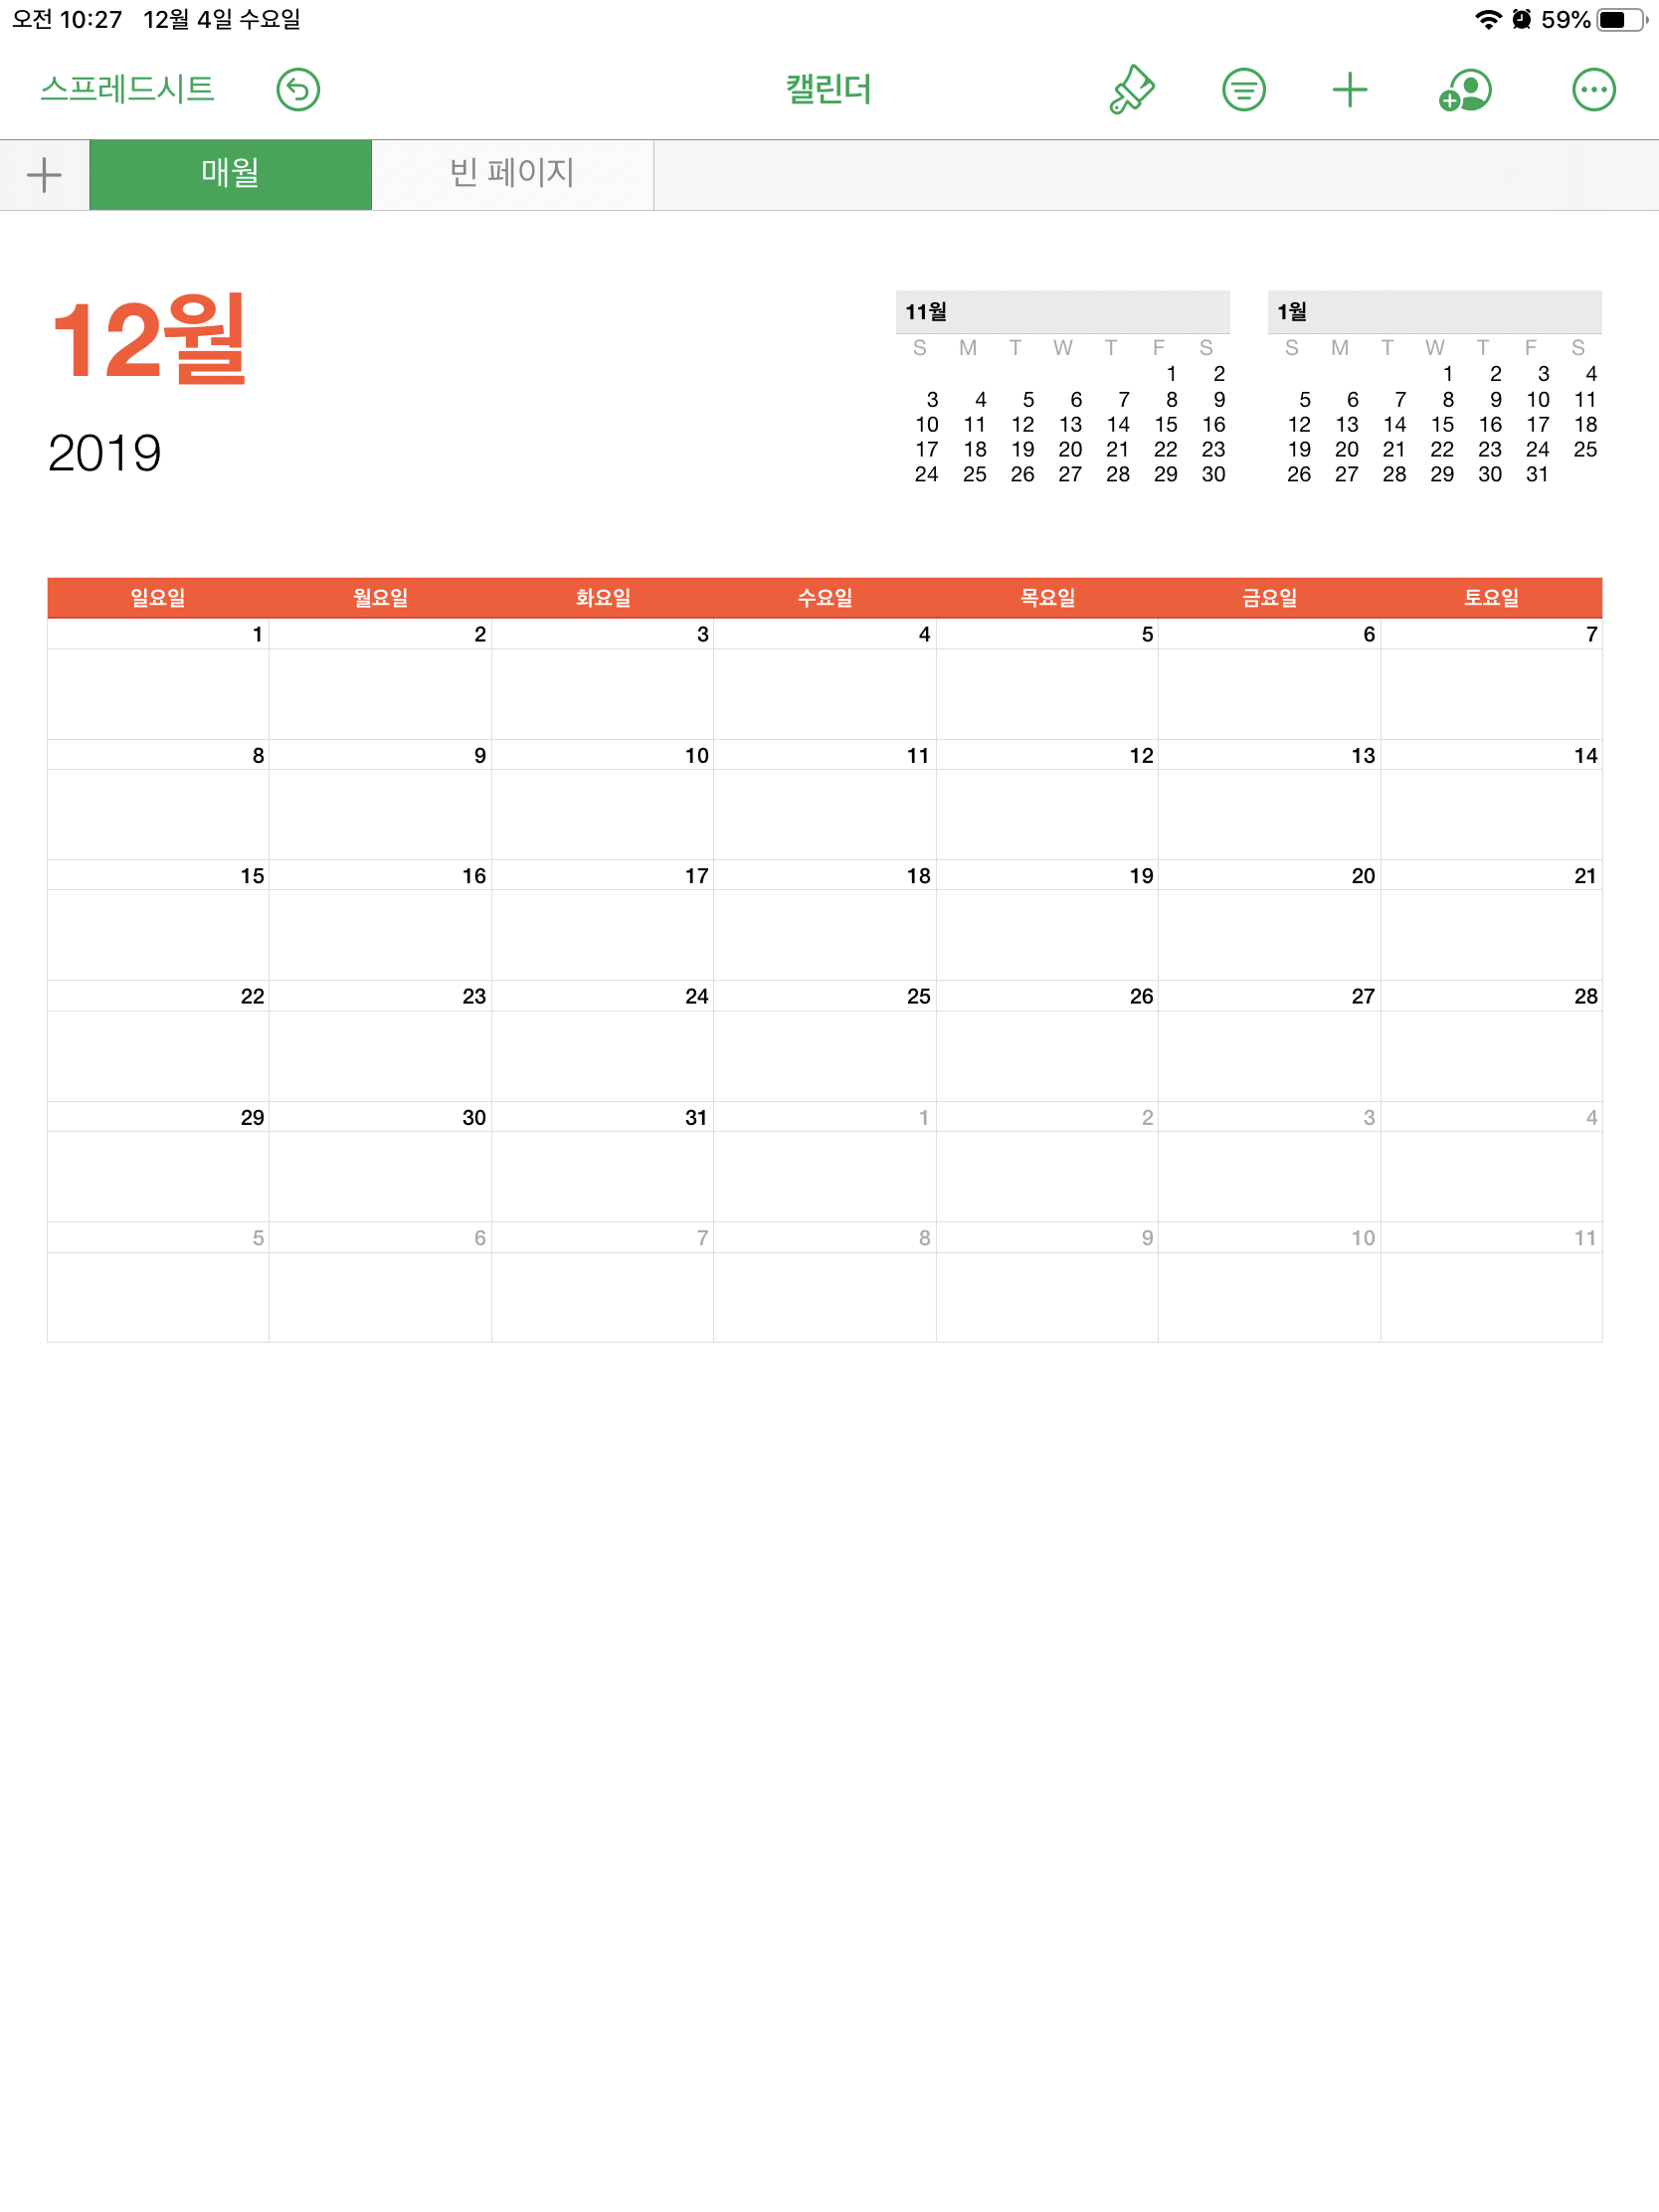 오전 10:27 12월 4일 수요일 59%
스프레드시트 캘린더
매월 빈 페이지
12월
2019
11월
S M T W T F S
1 2
3 4 5 6 7 8 9
10 11 12 13 14 15 16
17 18 19 20 21 22 23
24 25 26 27 28 29 30
1월
S M T W T F S
1 2 3 4
5 6 7 8 9 10 11
12 13 14 15 16 17 18
19 20 21 22 23 24 25
26 27 28 29 30 31
일요일 월요일 화요일 수요일 목요일 금요일 토요일
1 2 3 4 5 6 7
8 9 10 11 12 13 14
15 16 17 18 19 20 21
22 23 24 25 26 27 28
29 30 31 1 2 3 4
5 6 7 8 9 10 11